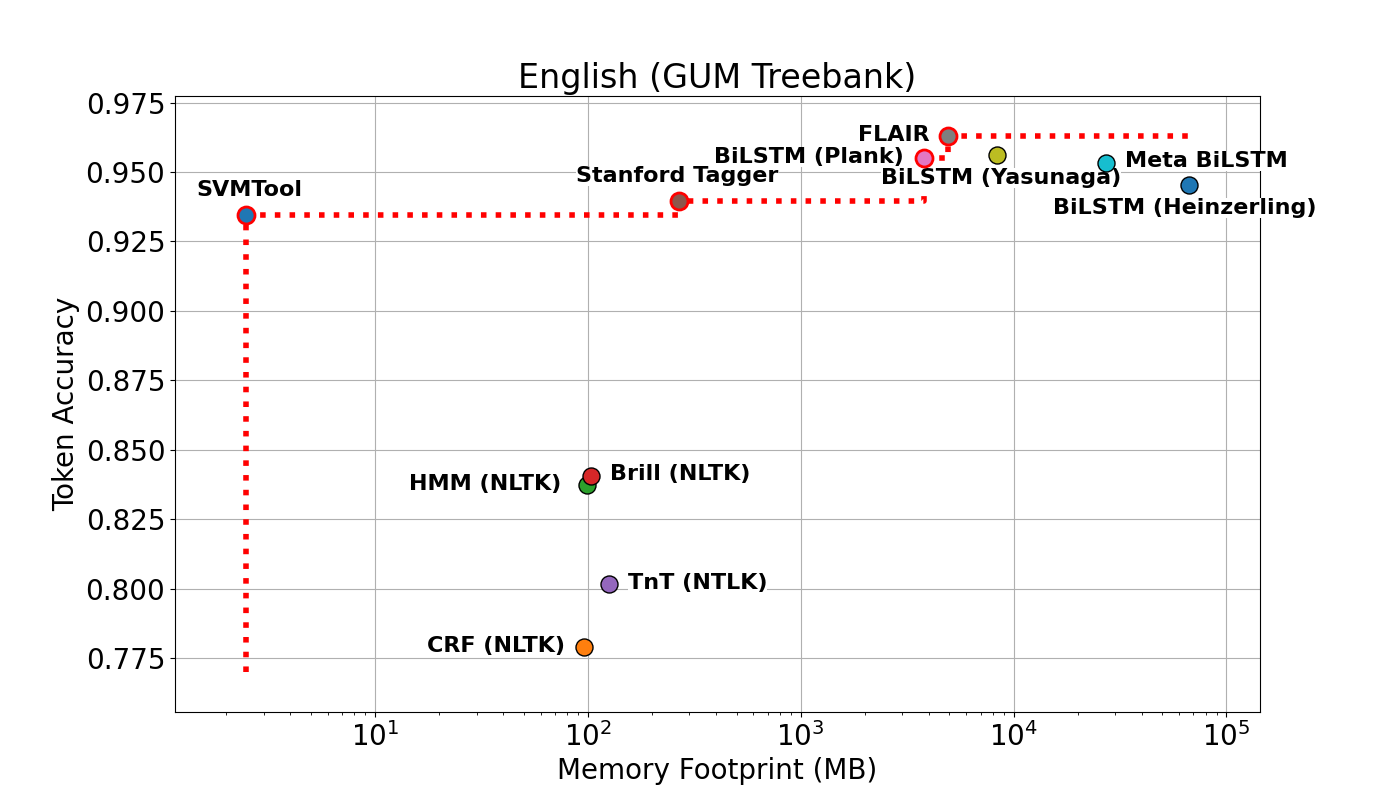 English (GUM Treebank)
0.975
0.950
0.925
0.900
0.875
0.850
0.825
0.800
0.775
Token Accuracy
FLAIR
BiLSTM (Plank)
Meta BiLSTM
Stanford Tagger
BiLSTM (Yasunaga)
SVMTool
BiLSTM (Heinzerling)
Brill (NLTK)
HMM (NLTK)
TnT (NTLK)
CRF (NLTK)
10¹ 10² 10³ 10⁴ 10⁵
Memory Footprint (MB)